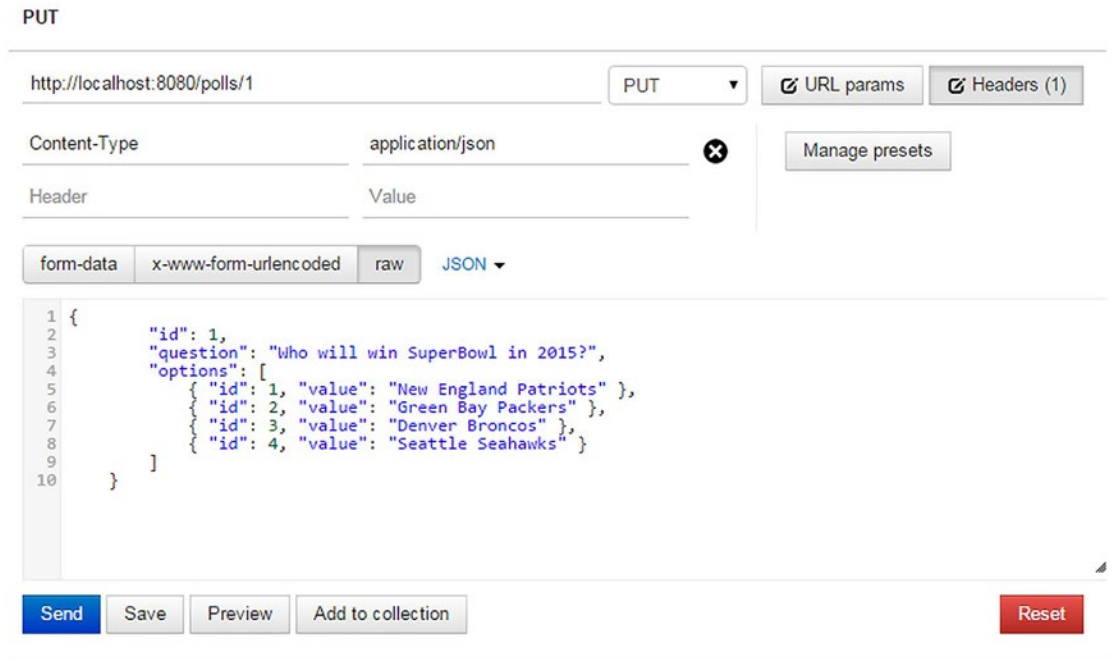 PUT
http://localhost:8080/polls/1 PUT URL params Headers (1)
Content-Type application/json Manage presets
Header Value
form-data x-www-form-urlencoded raw JSON
1 {
2 "id": 1,
3 "question": "Who will win SuperBowl in 2015?",
4 "options": [
5 { "id": 1, "value": "New England Patriots" },
6 { "id": 2, "value": "Green Bay Packers" },
7 { "id": 3, "value": "Denver Broncos" },
8 { "id": 4, "value": "Seattle Seahawks" }
9 ]
10 }
Send Save Preview Add to collection Reset